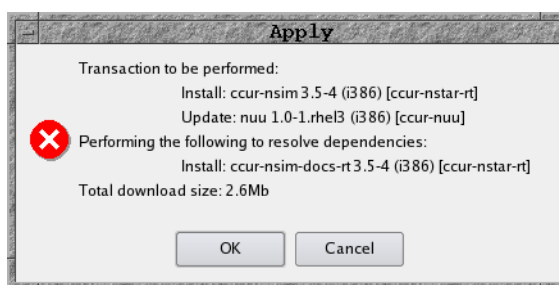 Apply
Transaction to be performed:
Install: ccur-nsim 3.5-4 (i386) [ccur-nstar-rt]
Update: nuu 1.0-1.rhel3 (i386) [ccur-nuu]
Performing the following to resolve dependencies:
Install: ccur-nsim-docs-rt 3.5-4 (i386) [ccur-nstar-rt]
Total download size: 2.6Mb
OK
Cancel